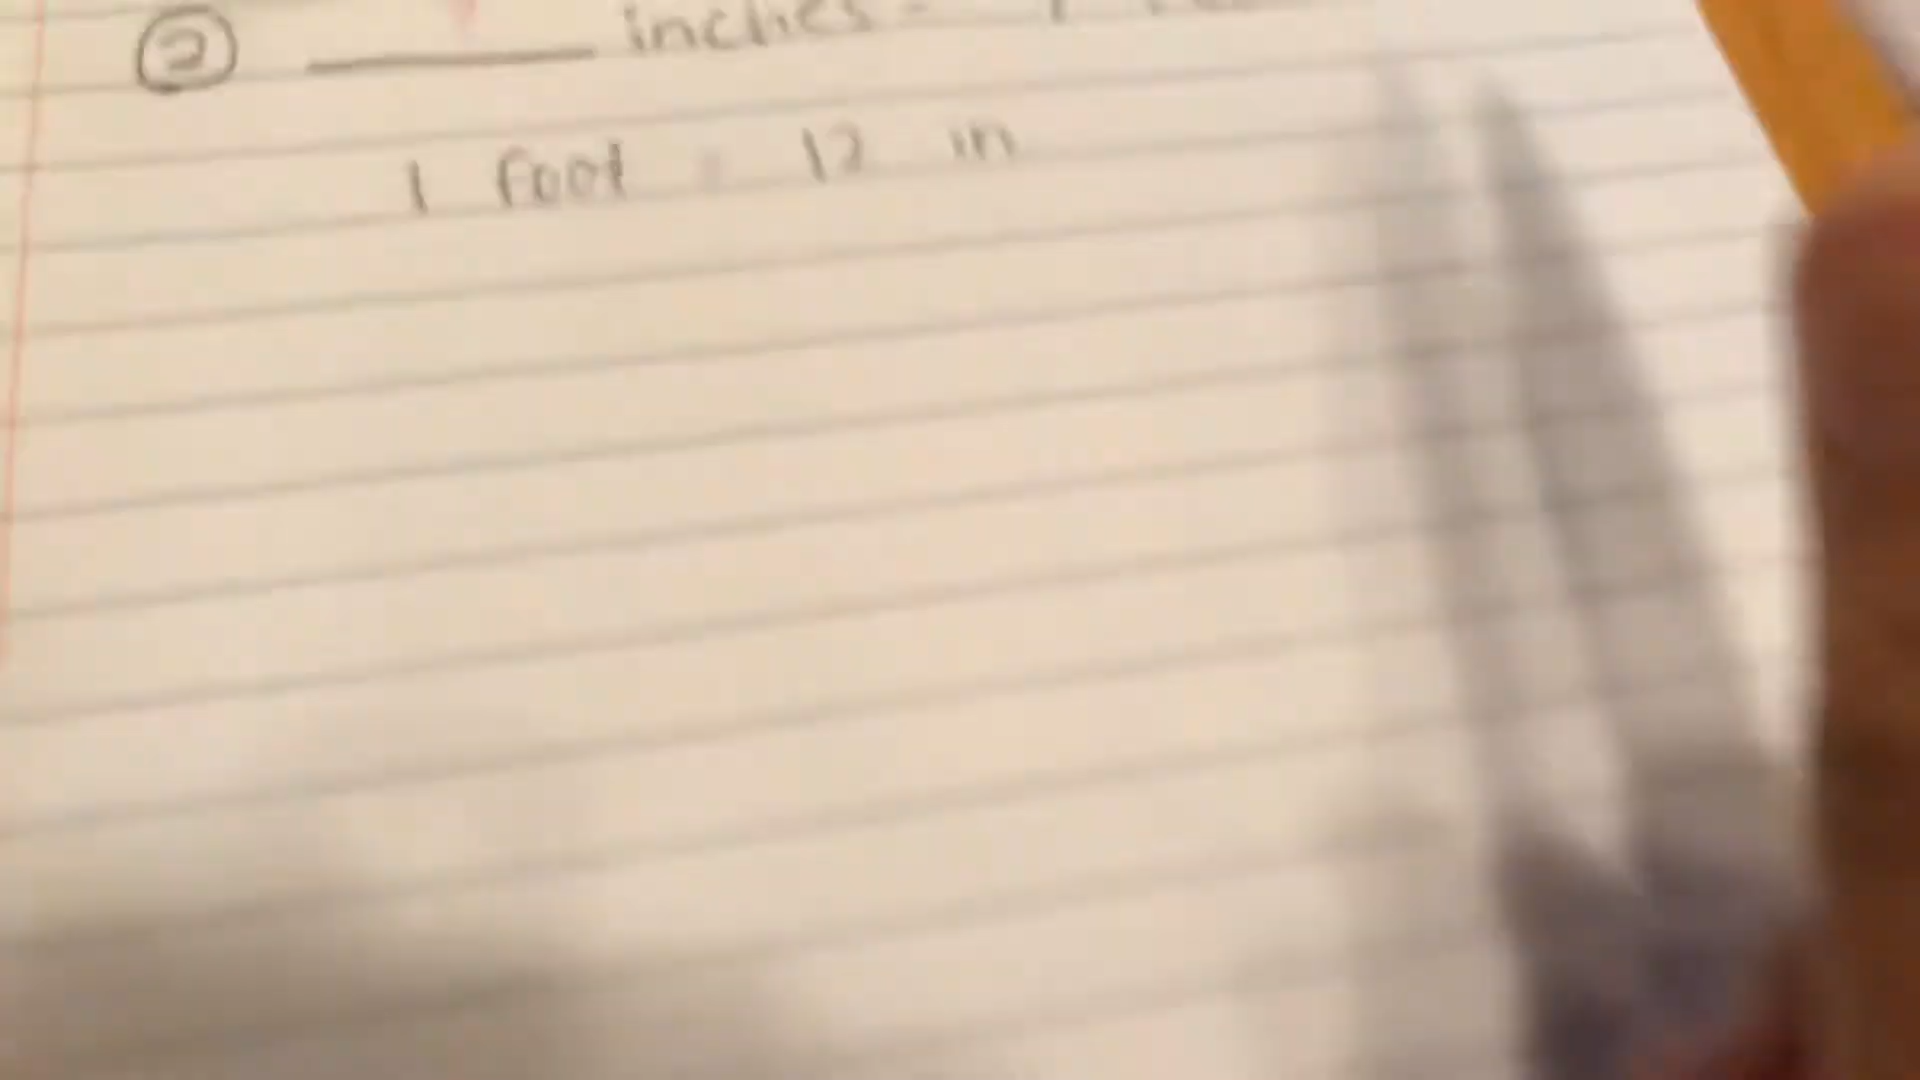 ② ______ inches =
1 foot = 12 in